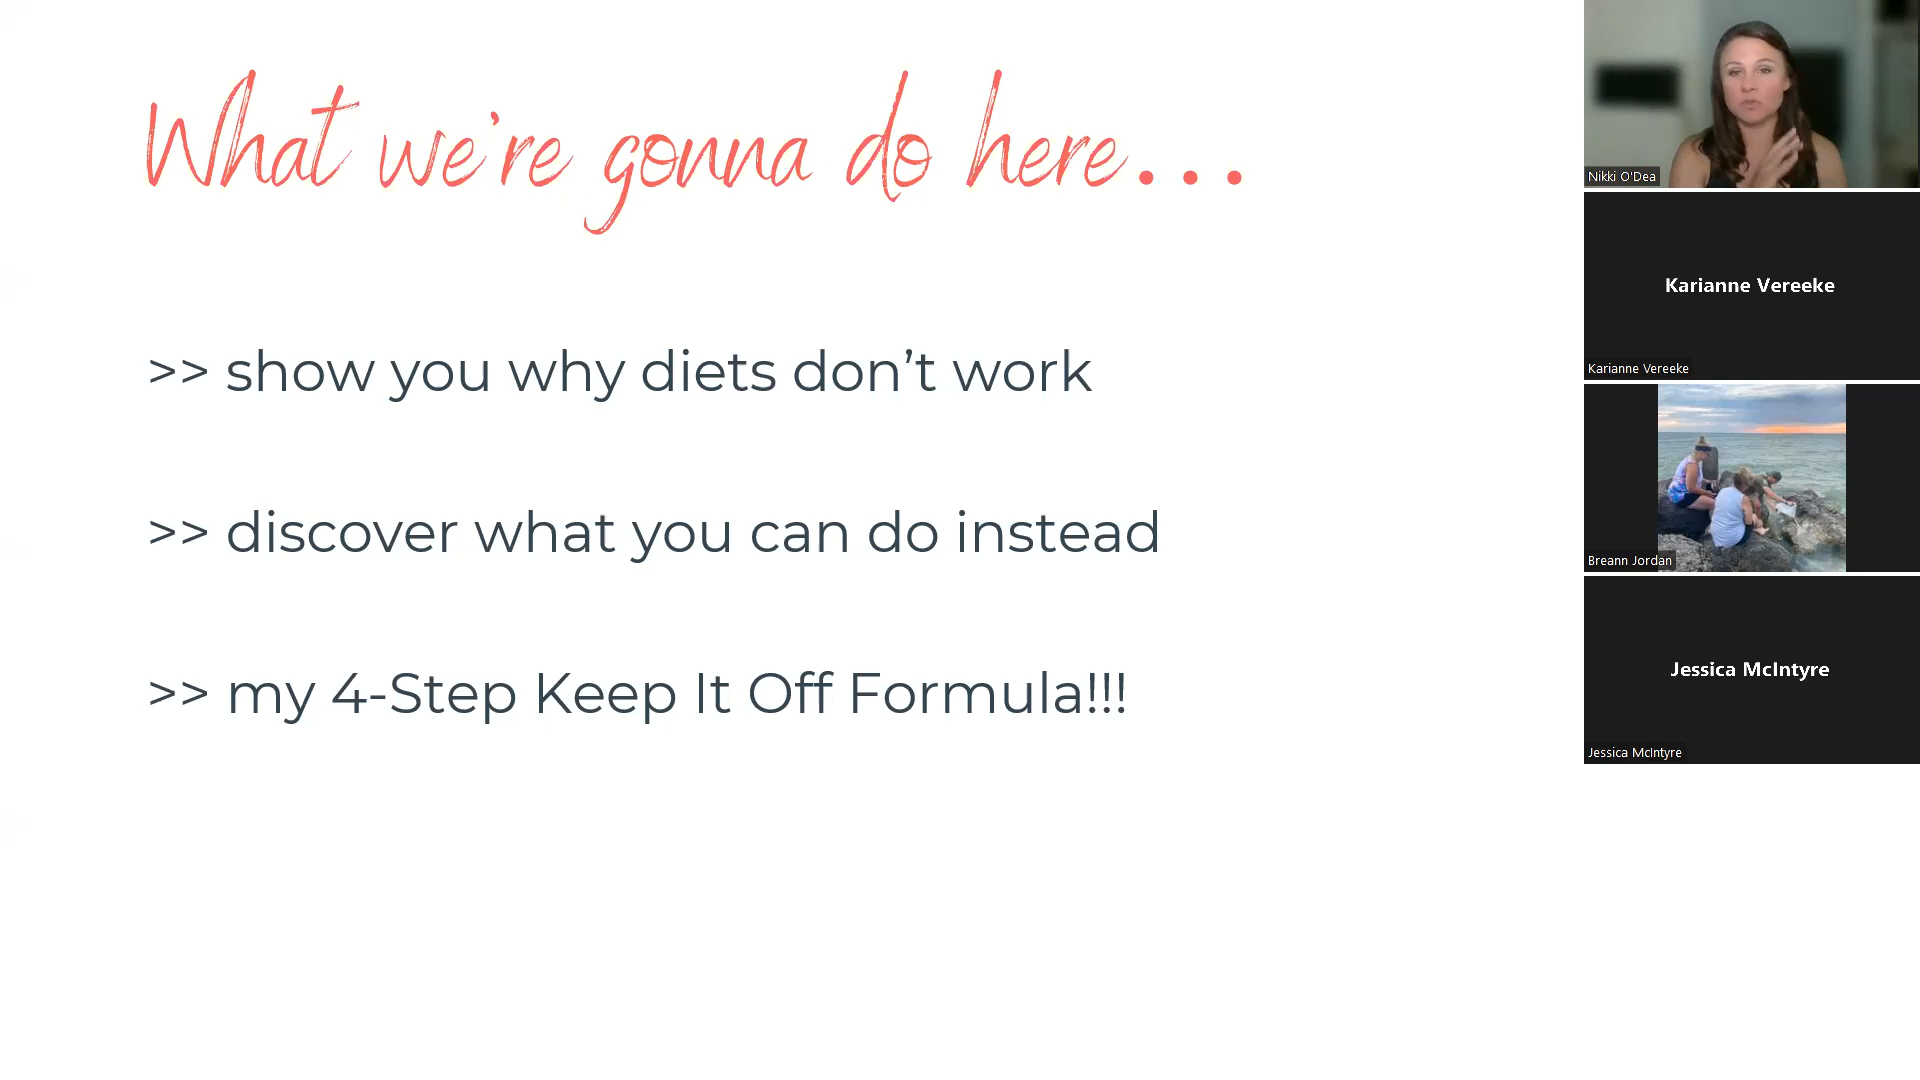 What we're gonna do here...
>> show you why diets don’t work
>> discover what you can do instead
>> my 4-Step Keep It Off Formula!!!
Nikki O'Dea
Karianne Vereeke
Karianne Vereeke
Breann Jordan
Jessica McIntyre
Jessica McIntyre